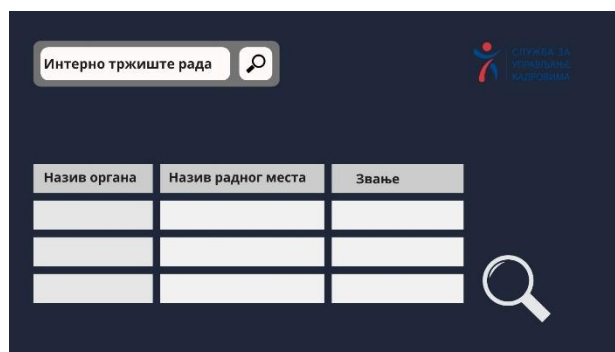 Интерно тржиште рада
СЛУЖБА ЗА
УПРАВЉАЊЕ
КАДРОВИМА
Назив органа
Назив радног места
Звање